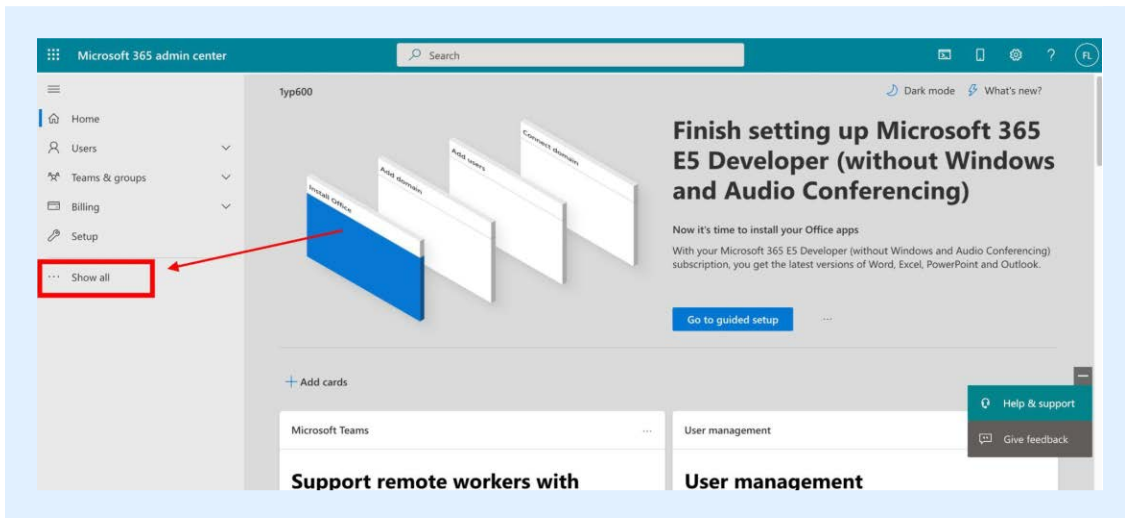 Microsoft 365 admin center
Search
?
FL
1yp600
Dark mode
What's new?
Home
Users
Teams & groups
Billing
Setup
... Show all
Install Office
Add domain
Add users
Connect domain
Finish setting up Microsoft 365
E5 Developer (without Windows
and Audio Conferencing)
Now it's time to install your Office apps
With your Microsoft 365 E5 Developer (without Windows and Audio Conferencing)
subscription, you get the latest versions of Word, Excel, PowerPoint and Outlook.
Go to guided setup
...
+ Add cards
Help & support
Give feedback
Microsoft Teams
...
User management
Support remote workers with
User management